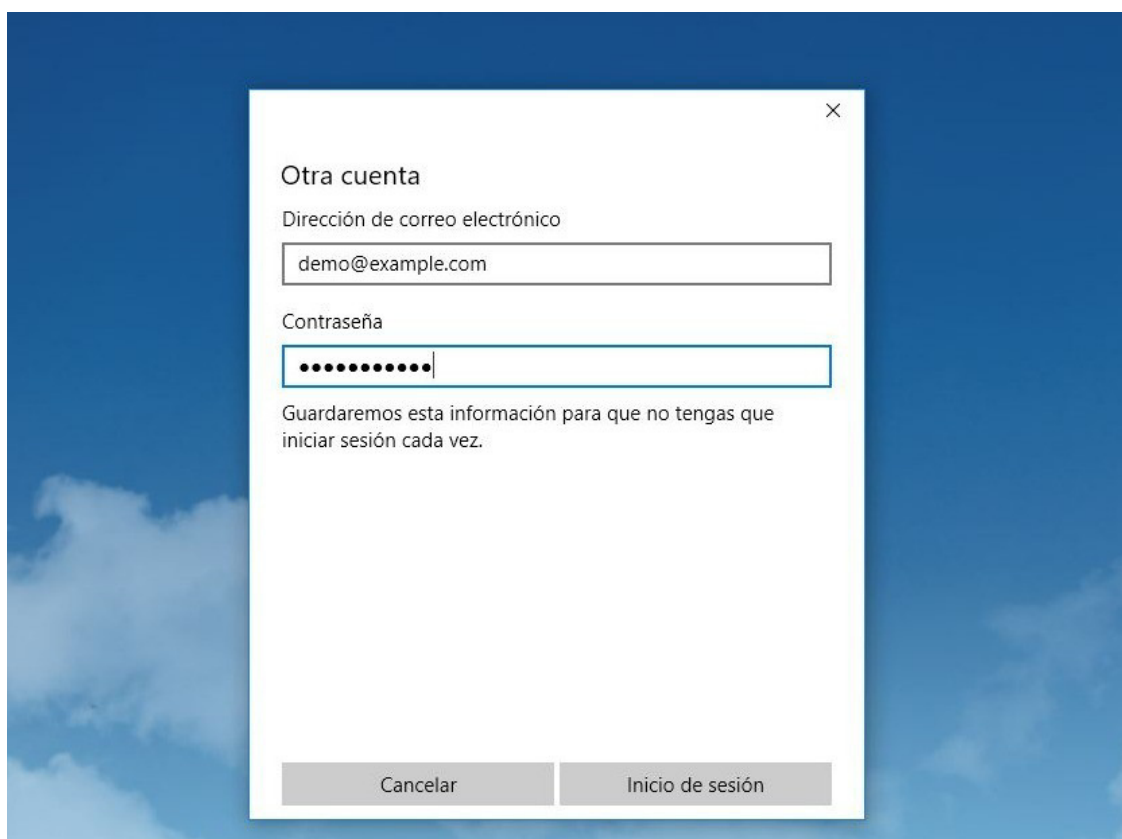 Otra cuenta
Dirección de correo electrónico
demo@example.com
Contraseña
•••••••••••
Guardaremos esta información para que no tengas que
iniciar sesión cada vez.
Cancelar
Inicio de sesión